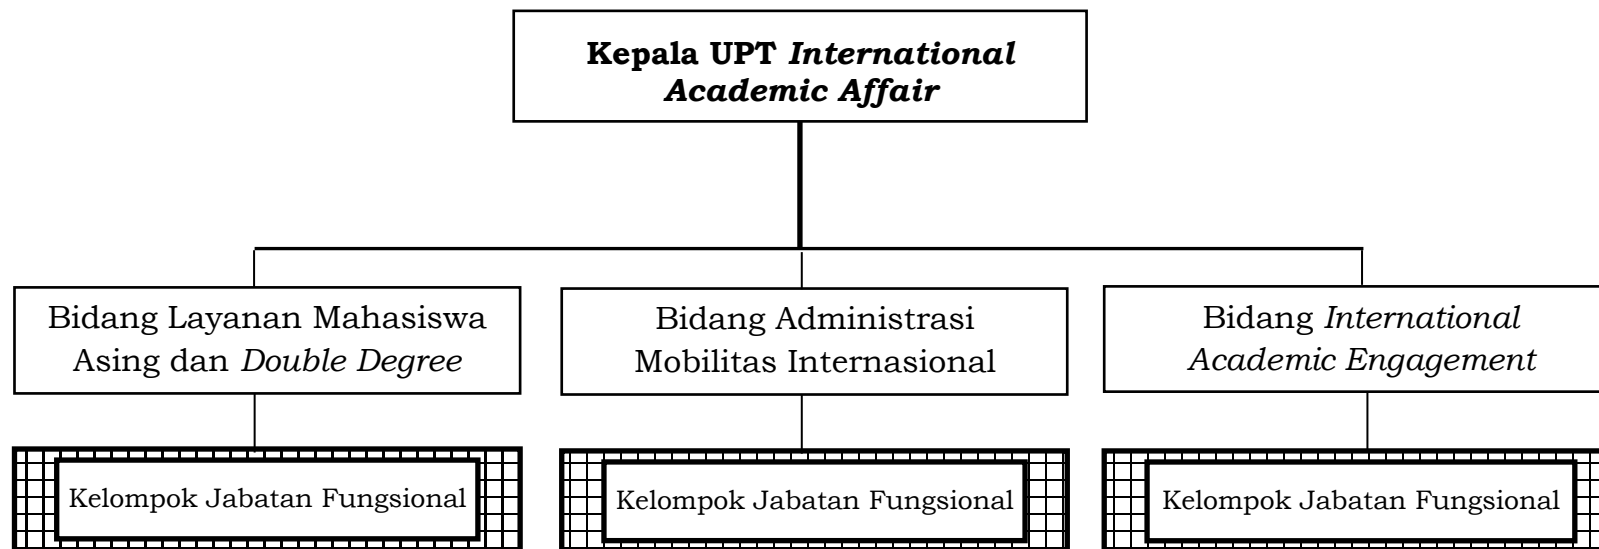 Kepala UPT International
Academic Affair
Bidang Layanan Mahasiswa
Asing dan Double Degree
Bidang Administrasi
Mobilitas Internasional
Bidang International
Academic Engagement
Kelompok Jabatan Fungsional
Kelompok Jabatan Fungsional
Kelompok Jabatan Fungsional